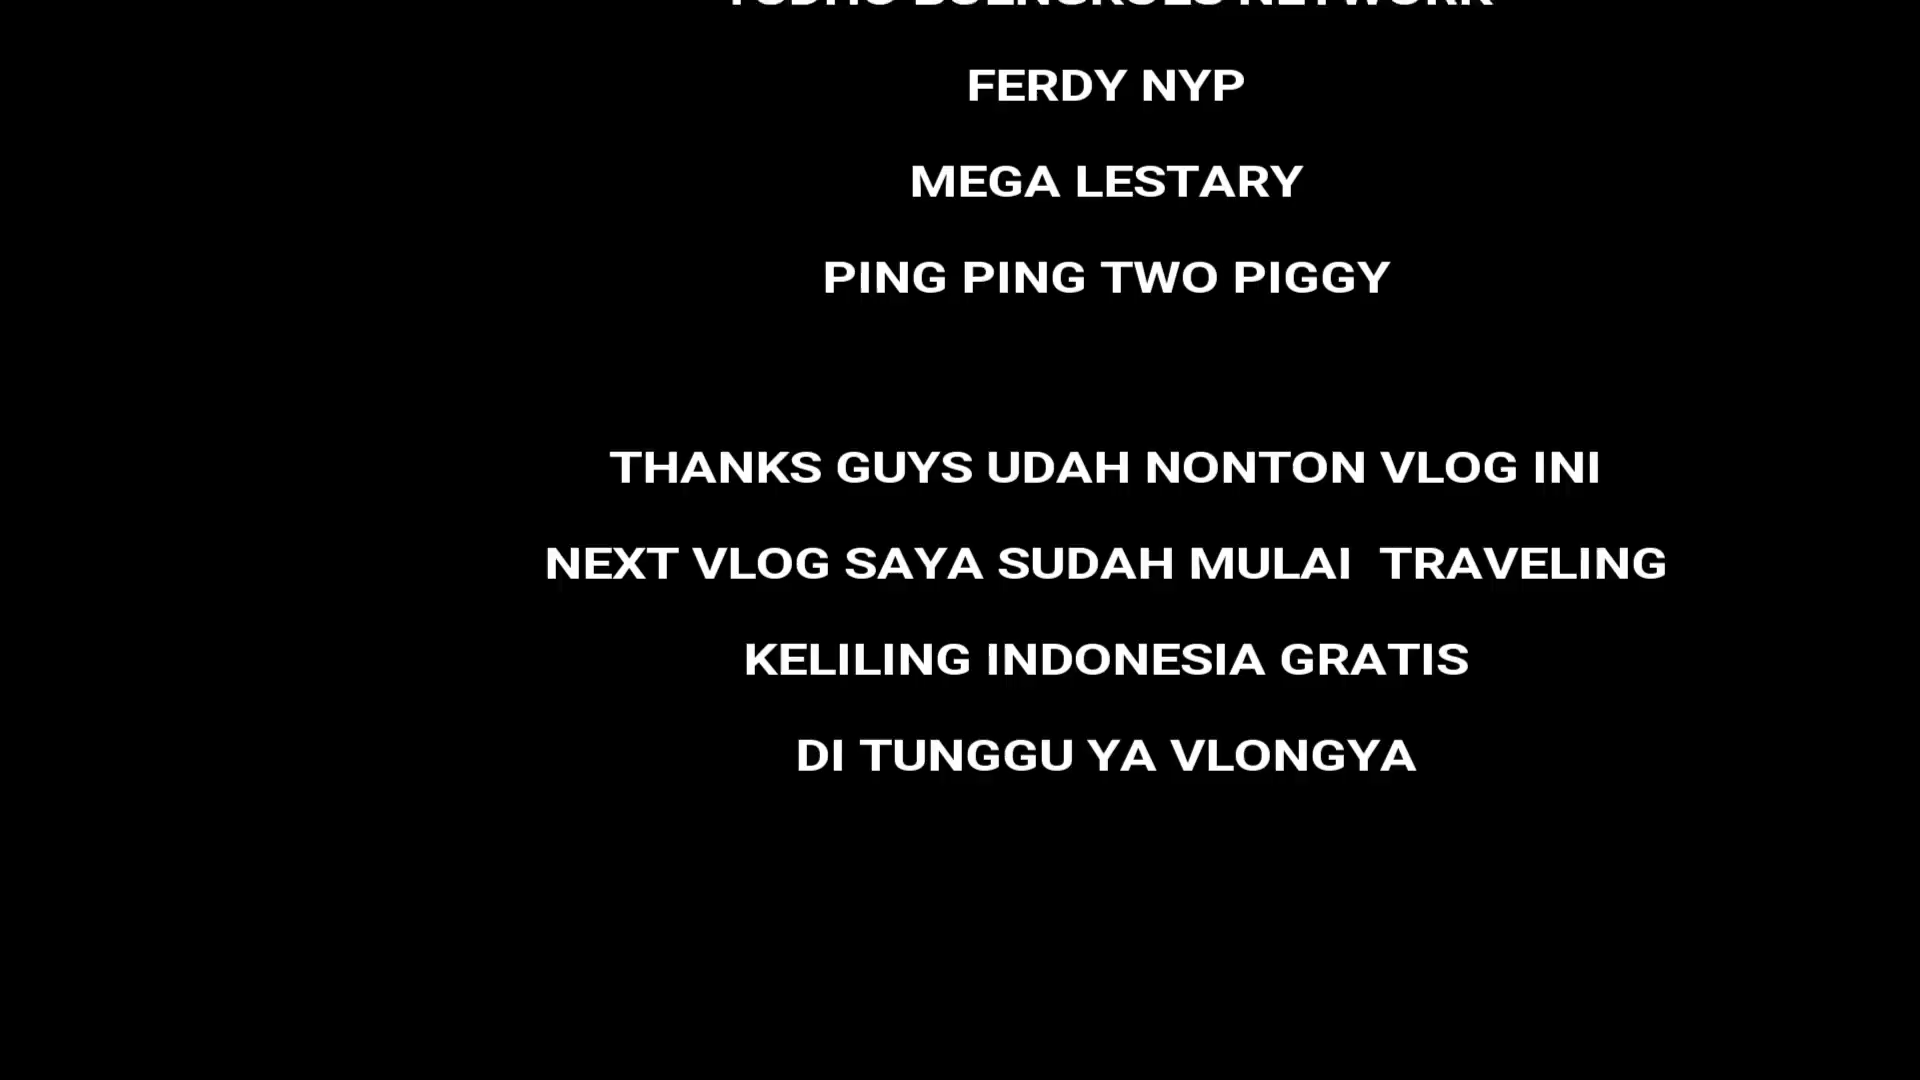 NETWORK
FERDY NYP
MEGA LESTARY
PING PING TWO PIGGY
THANKS GUYS UDAH NONTON VLOG INI
NEXT VLOG SAYA SUDAH MULAI  TRAVELING
KELILING INDONESIA GRATIS
DI TUNGGU YA VLONGYA